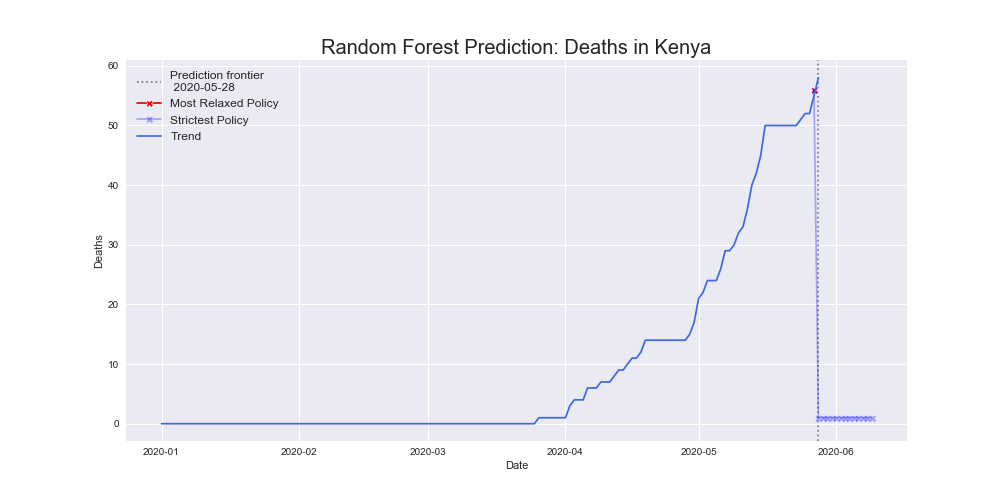 Random Forest Prediction: Deaths in Kenya
60
50
40
30
20
10
0
Deaths
Prediction frontier
2020-05-28
Most Relaxed Policy
Strictest Policy
Trend
2020-01
2020-02
2020-03
2020-04
2020-05
2020-06
Date